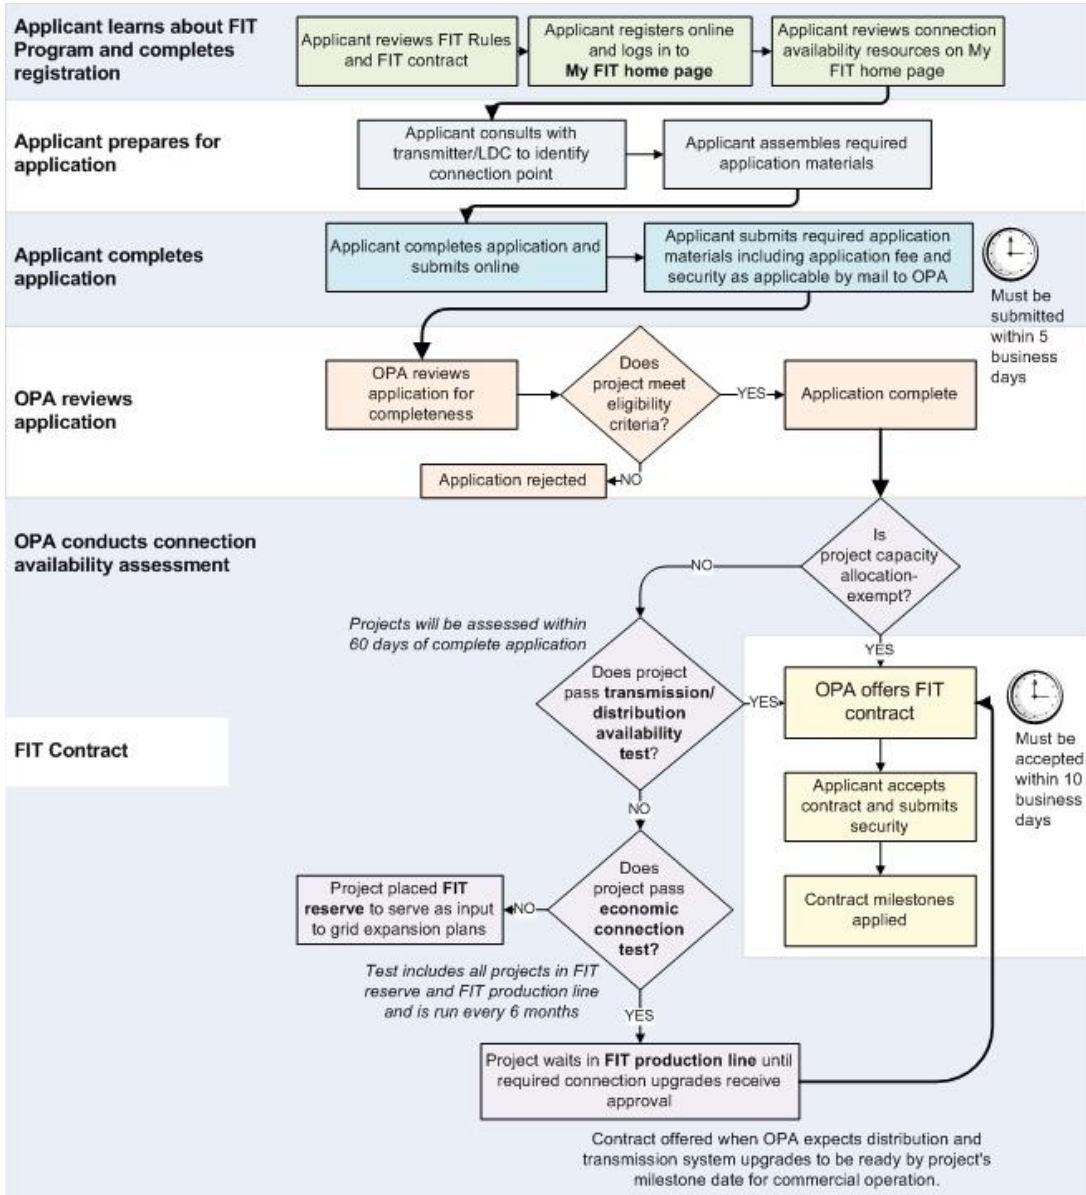 Applicant learns about FIT
Program and completes
registration
Applicant reviews FIT Rules
and FIT contract
Applicant registers online
and logs in to
My FIT home page
Applicant reviews connection
availability resources on My
FIT home page
Applicant prepares for
application
Applicant consults with
transmitter/LDC to identify
connection point
Applicant assembles required
application materials
Applicant completes
application
Applicant completes application and
submits online
Applicant submits required application
materials including application fee and
security as applicable by mail to OPA
Must be
submitted
within 5
business
days
OPA reviews
application
OPA reviews
application for
completeness
Does
project meet
eligibility
criteria?
YES
Application complete
NO
Application rejected
OPA conducts connection
availability assessment
Is
project capacity
allocation-
exempt?
NO
YES
Projects will be assessed within
60 days of complete application
Does project
pass transmission/
distribution
availability
test?
YES
OPA offers FIT
contract
Must be
accepted
within 10
business
days
FIT Contract
Applicant accepts
contract and submits
security
NO
Does
project pass
economic
connection
test?
Contract milestones
applied
NO
Project placed FIT
reserve to serve as input
to grid expansion plans
Test includes all projects in FIT
reserve and FIT production line
and is run every 6 months
YES
Project waits in FIT production line until
required connection upgrades receive
approval
Contract offered when OPA expects distribution and
transmission system upgrades to be ready by project's
milestone date for commercial operation.